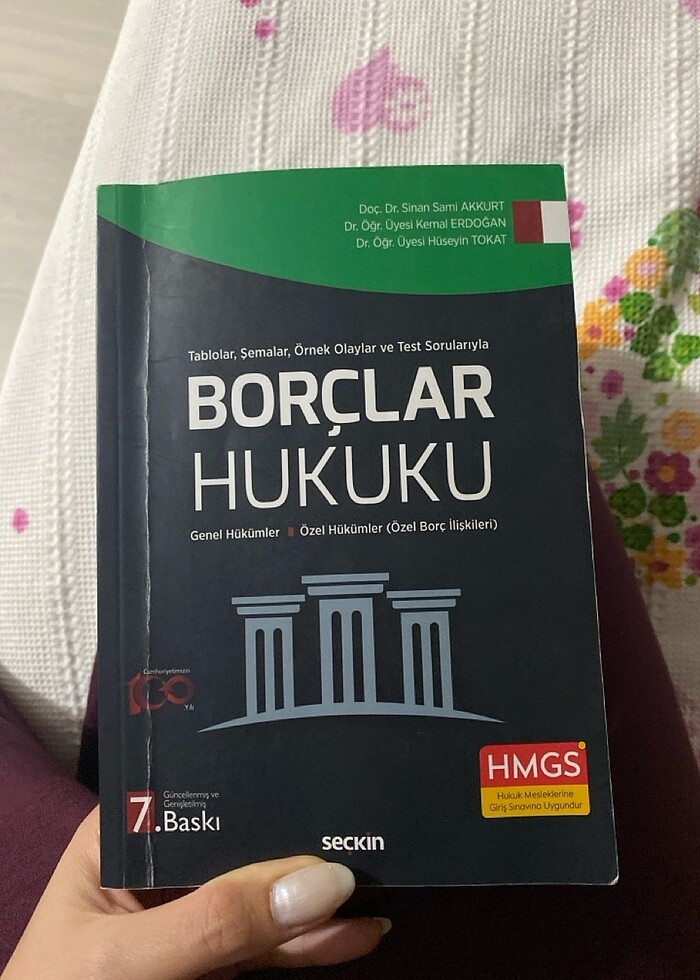 Doç. Dr. Sinan Sami AKKURT
Dr. Öğr. Üyesi Kemal ERDOĞAN
Dr. Öğr. Üyesi Hüseyin TOKAT
Tablolar, Şemalar, Örnek Olaylar ve Test Sorularıyla
BORÇLAR
HUKUKU
Genel Hükümler Özel Hükümler (Özel Borç İlişkileri)
Cumhuriyetimizin
100
Yılı
HMGS
Hukuk Mesleklerine
Giriş Sınavına Uygundur
Güncellenmiş ve
Genişletilmiş
7.Baskı
seçkin